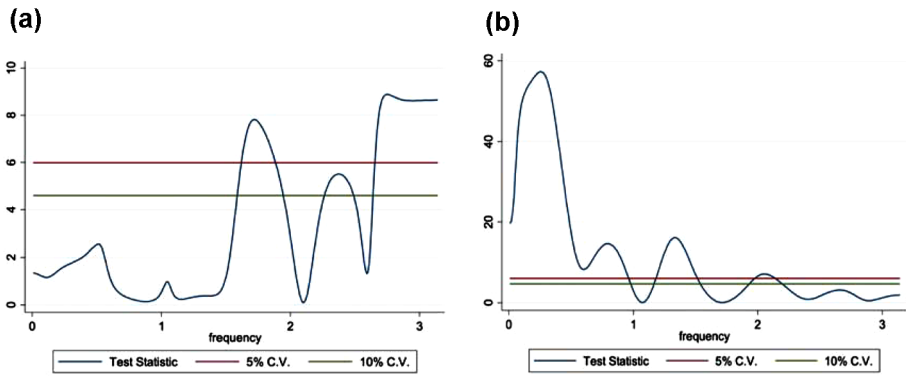 (a)
10
8
6
4
2
0
0 1 2 3
frequency
Test Statistic 5% C.V. 10% C.V.
(b)
60
40
20
0
0 1 2 3
frequency
Test Statistic 5% C.V. 10% C.V.